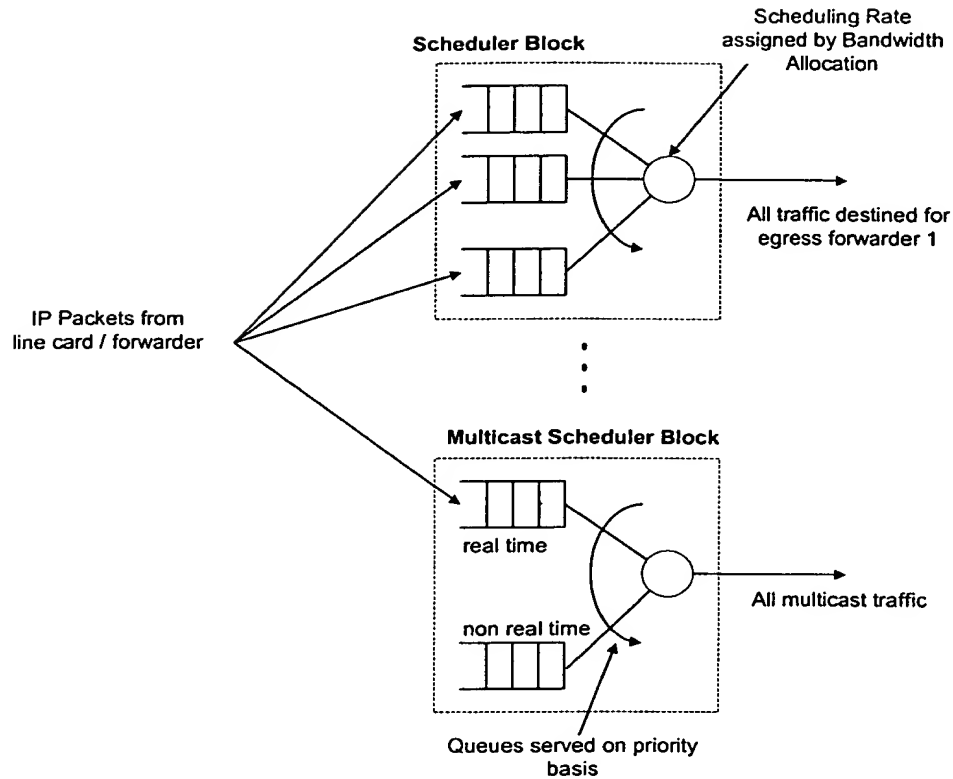 Scheduling Rate
assigned by Bandwidth
Allocation
Scheduler Block
All traffic destined for
egress forwarder 1
IP Packets from
line card / forwarder
Multicast Scheduler Block
real time
non real time
All multicast traffic
Queues served on priority
basis